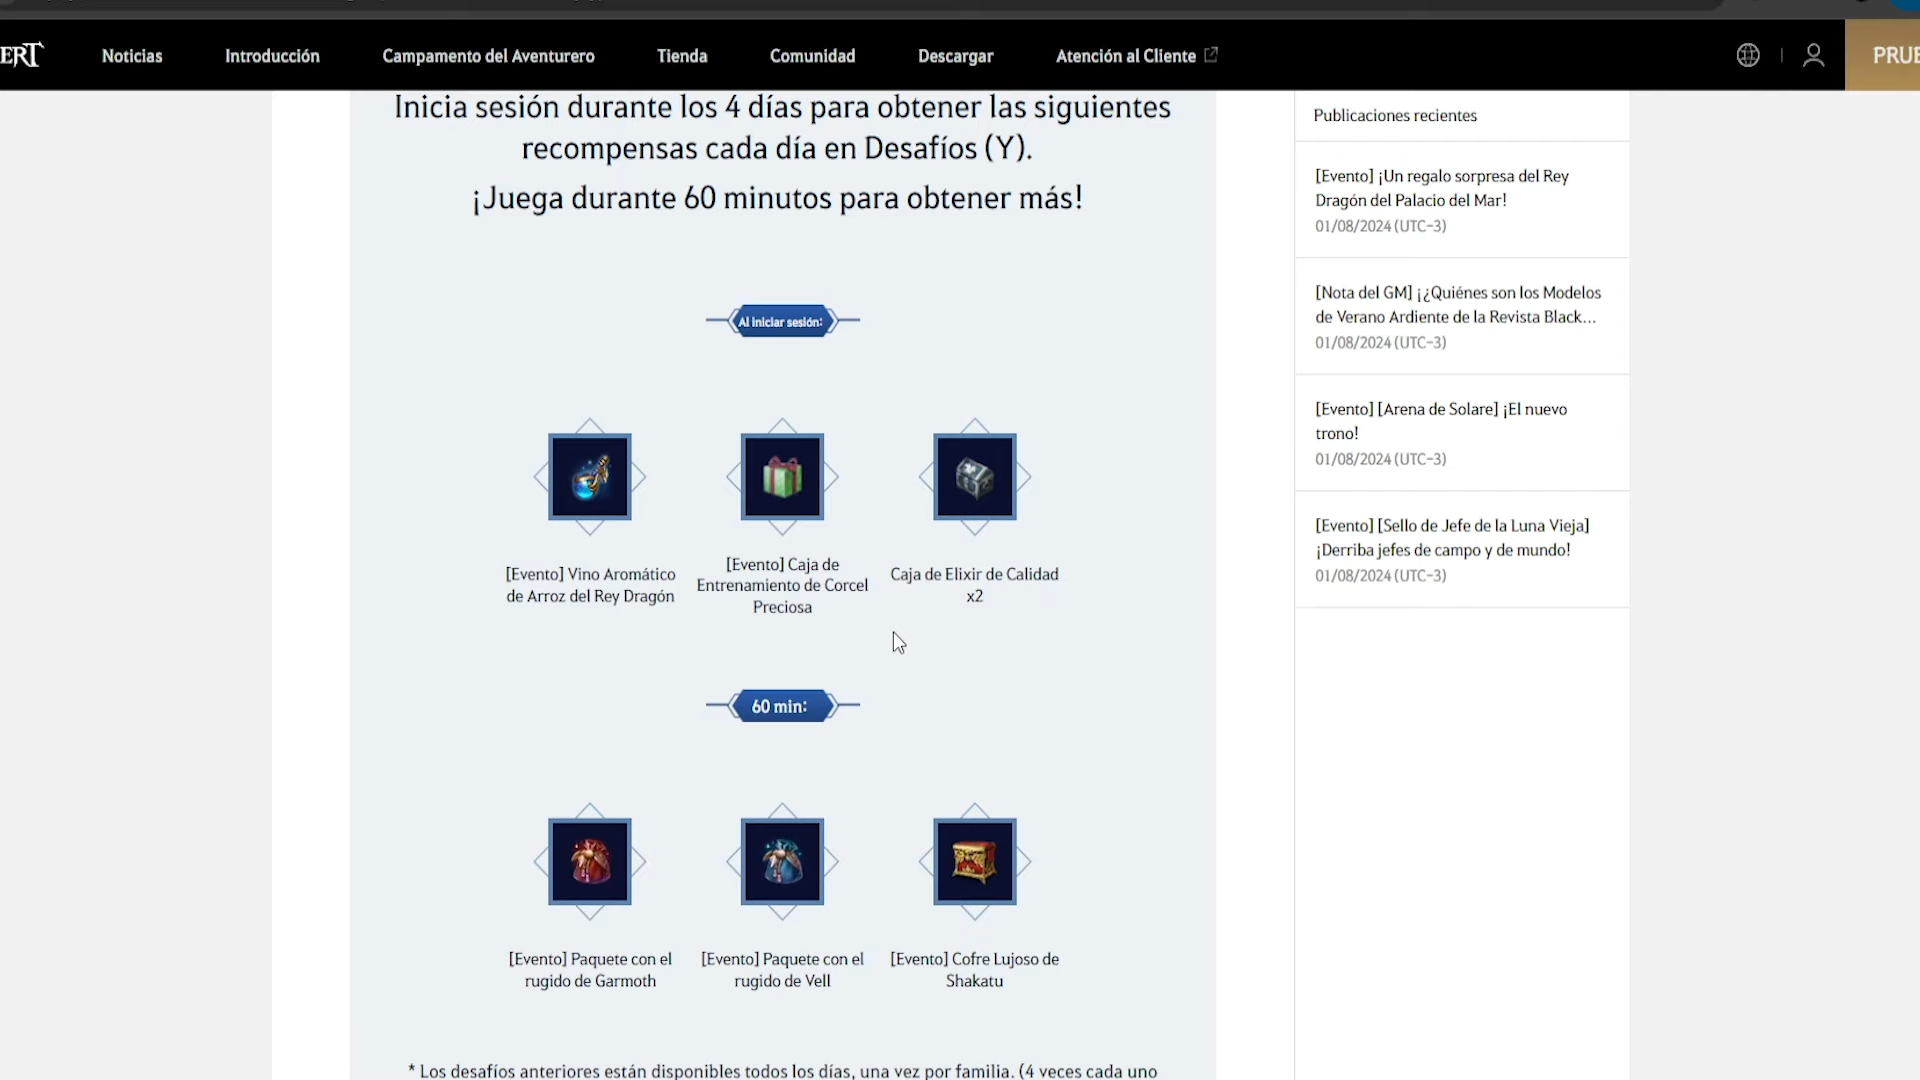 ERT
Noticias
Introducción
Campamento del Aventurero
Tienda
Comunidad
Descargar
Atención al Cliente
PRUE
Inicia sesión durante los 4 días para obtener las siguientes
recompensas cada día en Desafíos (Y).
¡Juega durante 60 minutos para obtener más!
Al iniciar sesión:
[Evento] Vino Aromático
de Arroz del Rey Dragón
[Evento] Caja de
Entrenamiento de Corcel
Preciosa
Caja de Elixir de Calidad
x2
60 min:
[Evento] Paquete con el
rugido de Garmoth
[Evento] Paquete con el
rugido de Vell
[Evento] Cofre Lujoso de
Shakatu
* Los desafíos anteriores están disponibles todos los días, una vez por familia. (4 veces cada uno
Publicaciones recientes
[Evento] ¡Un regalo sorpresa del Rey
Dragón del Palacio del Mar!
01/08/2024 (UTC-3)
[Nota del GM] ¡¿Quiénes son los Modelos
de Verano Ardiente de la Revista Black...
01/08/2024 (UTC-3)
[Evento] [Arena de Solare] ¡El nuevo
trono!
01/08/2024 (UTC-3)
[Evento] [Sello de Jefe de la Luna Vieja]
¡Derriba jefes de campo y de mundo!
01/08/2024 (UTC-3)